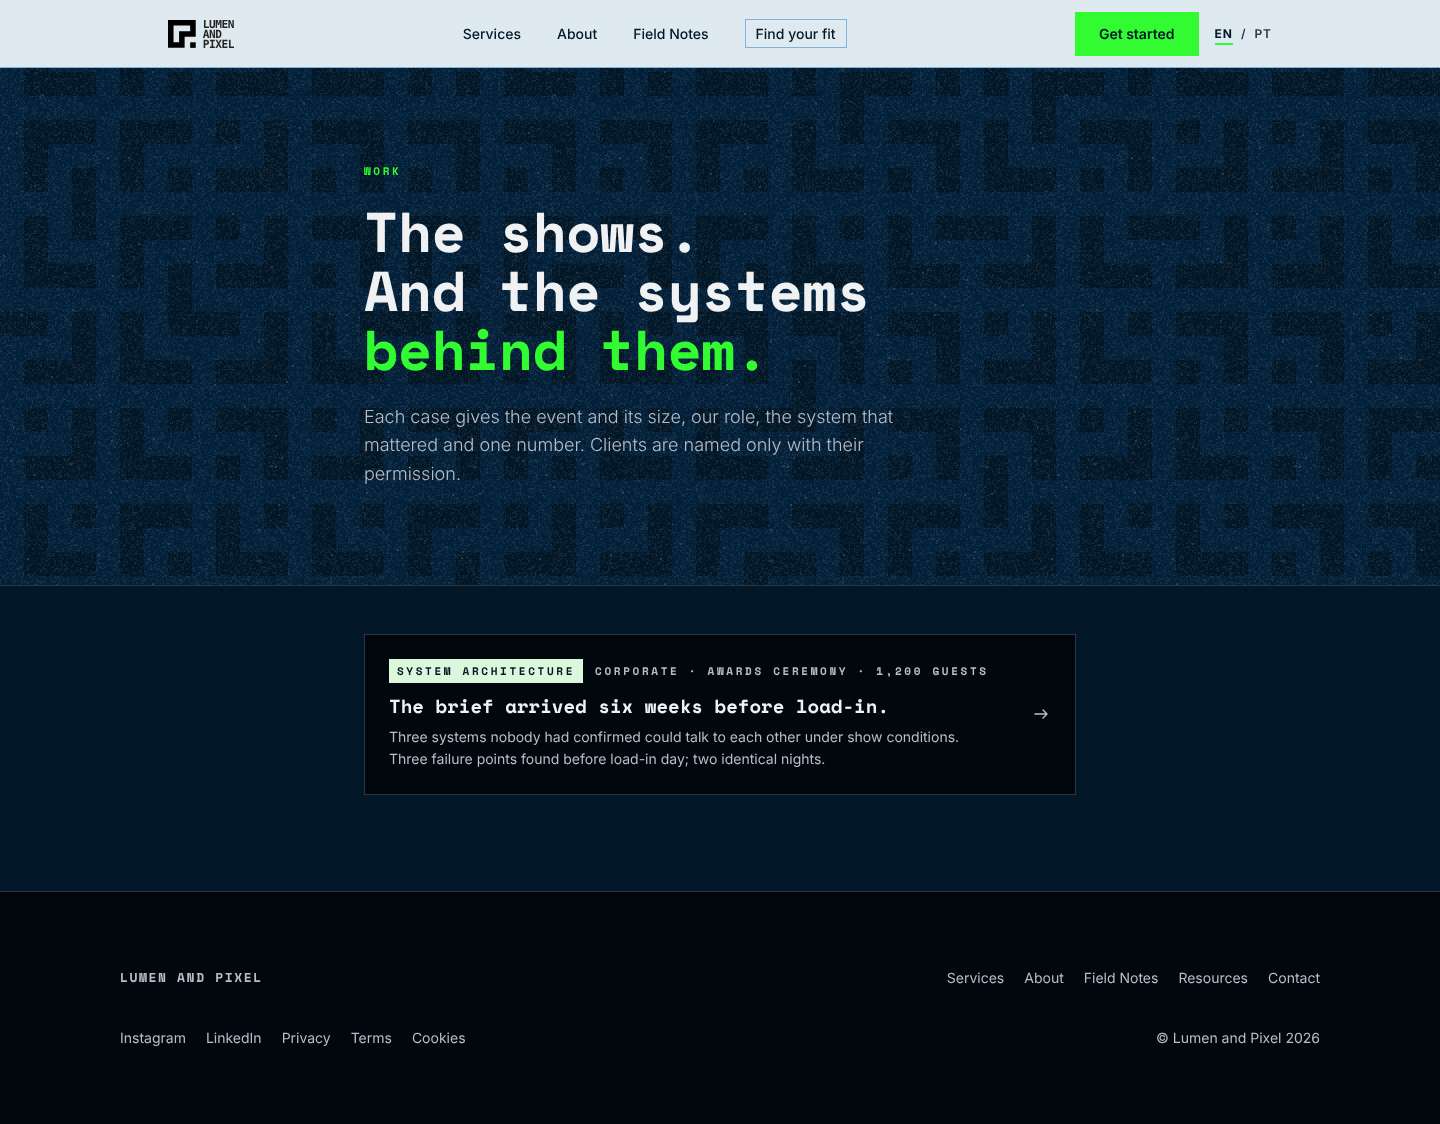 LUMEN
AND
PIXEL
Services
About
Field Notes
Find your fit
Get started
EN / PT
WORK
The shows.
And the systems
behind them.
Each case gives the event and its size, our role, the system that
mattered and one number. Clients are named only with their
permission.
SYSTEM ARCHITECTURE
CORPORATE · AWARDS CEREMONY · 1,200 GUESTS
The brief arrived six weeks before load-in.
→
Three systems nobody had confirmed could talk to each other under show conditions.
Three failure points found before load-in day; two identical nights.
LUMEN AND PIXEL
Services
About
Field Notes
Resources
Contact
Instagram
LinkedIn
Privacy
Terms
Cookies
© Lumen and Pixel 2026